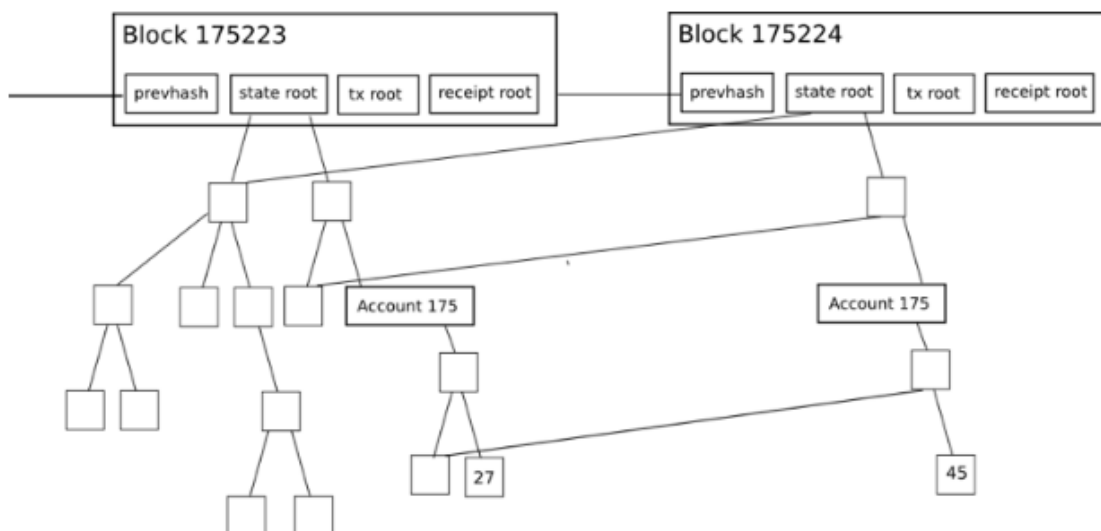 Block 175223
prevhash
state root
tx root
receipt root
Block 175224
prevhash
state root
tx root
receipt root
Account 175
27
Account 175
45